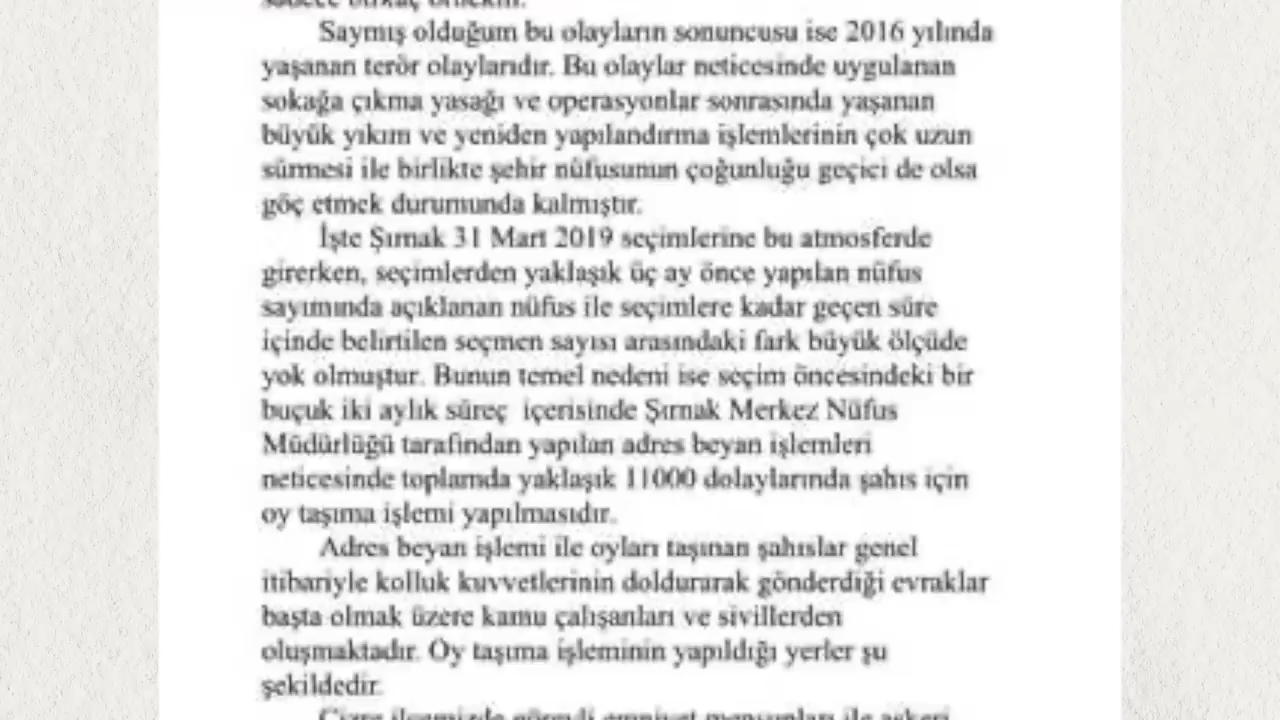 sadece birkaç örnektir.
Saymış olduğum bu olayların sonuncusu ise 2016 yılında
yaşanan terör olaylarıdır. Bu olaylar neticesinde uygulanan
sokağa çıkma yasağı ve operasyonlar sonrasında yaşanan
büyük yıkım ve yeniden yapılandırma işlemlerinin çok uzun
sürmesi ile birlikte şehir nüfusunun çoğunluğu geçici de olsa
göç etmek durumunda kalmıştır.
İşte Şırnak 31 Mart 2019 seçimlerine bu atmosferde
girerken, seçimlerden yaklaşık üç ay önce yapılan nüfus
sayımında açıklanan nüfus ile seçimlere kadar geçen süre
içinde belirtilen seçmen sayısı arasındaki fark büyük ölçüde
yok olmuştur. Bunun temel nedeni ise seçim öncesindeki bir
buçuk iki aylık süreç içerisinde Şırnak Merkez Nüfus
Müdürlüğü tarafından yapılan adres beyan işlemleri
neticesinde toplamda yaklaşık 11000 dolaylarında şahıs için
oy taşıma işlemi yapılmasıdır.
Adres beyan işlemi ile oyları taşınan şahıslar genel
itibariyle kolluk kuvvetlerinin doldurarak gönderdiği evraklar
başta olmak üzere kamu çalışanları ve sivillerden
oluşmaktadır. Oy taşıma işleminin yapıldığı yerler şu
şekildedir.
Cizre ilçemizde görevli emniyet mensupları ile askeri